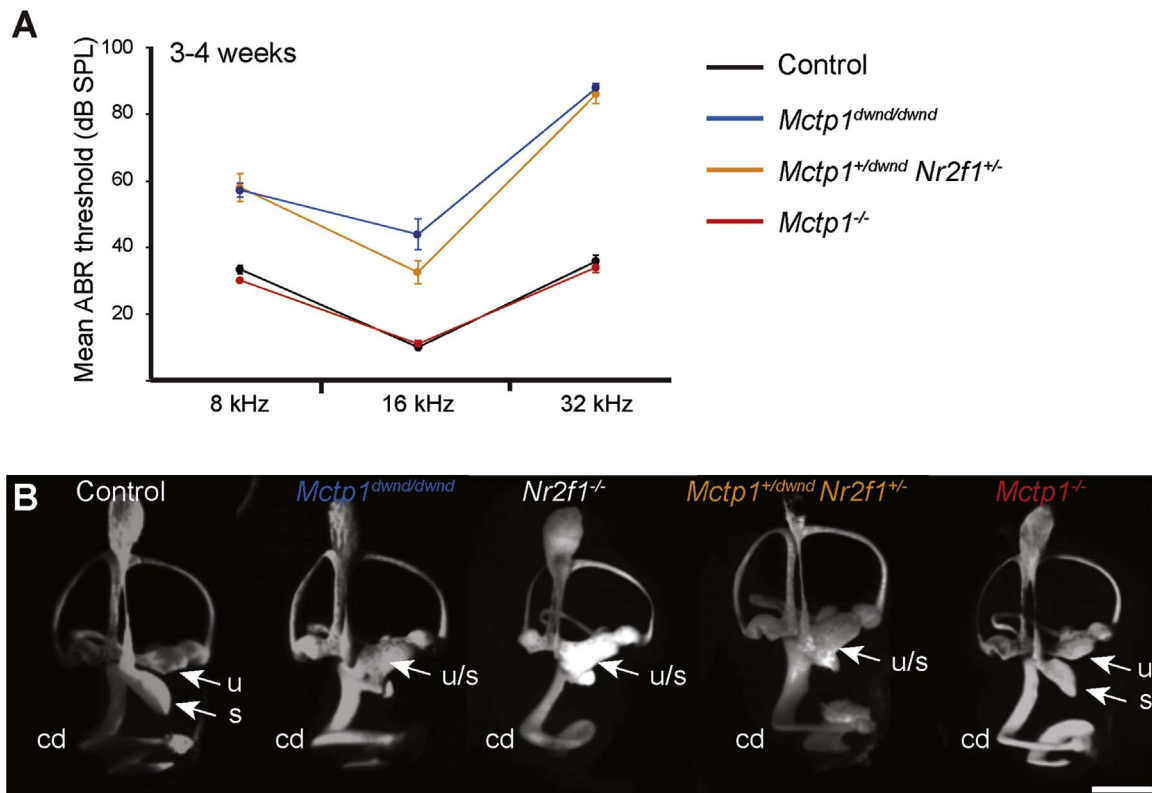 A
3-4 weeks
Mean ABR threshold (dB SPL)
100
80
60
40
20
8 kHz 16 kHz 32 kHz
Control
Mctp1dwnd/dwnd
Mctp1+/dwnd Nr2f1+/-
Mctp1-/-
B
Control Mctp1dwnd/dwnd Nr2f1-/- Mctp1+/dwnd Nr2f1+/- Mctp1-/-
u u/s u/s u/s u
s s
cd cd cd cd cd